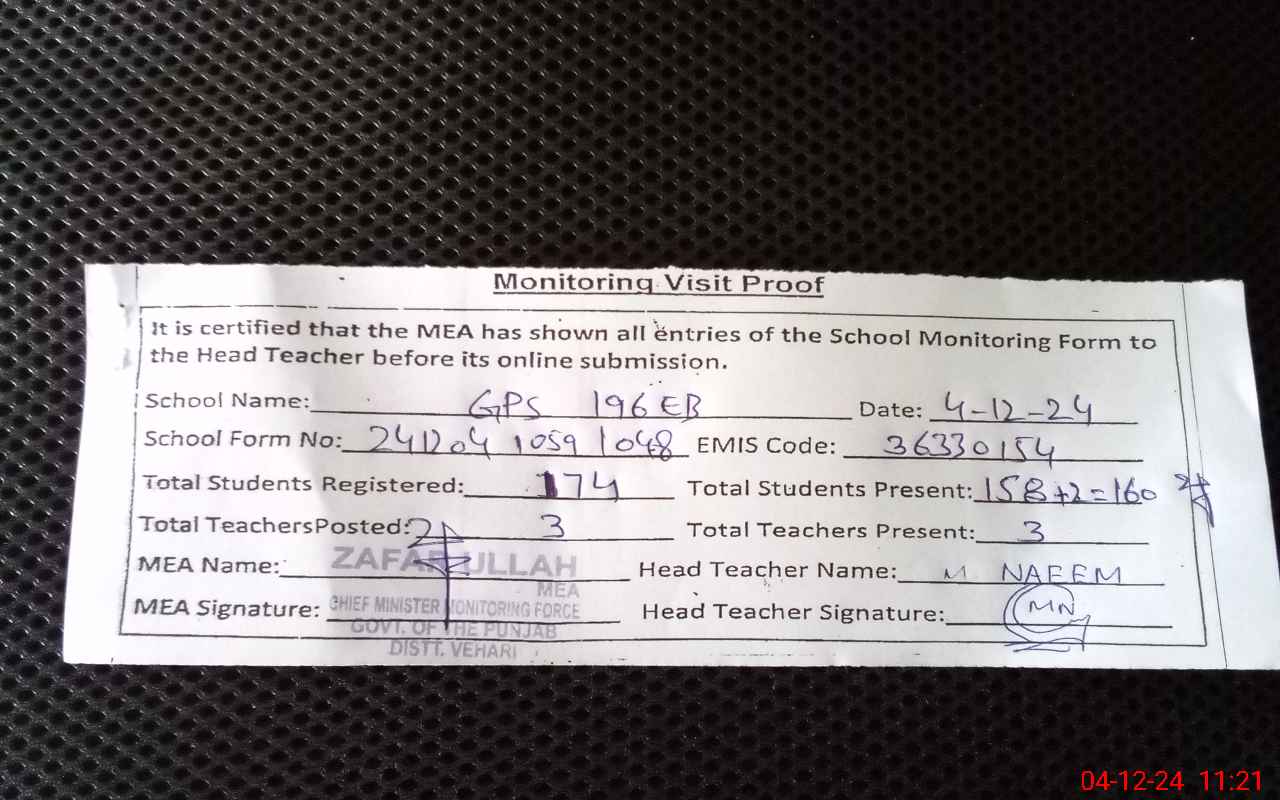 Monitoring Visit Proof
It is certified that the MEA has shown all entries of the School Monitoring Form to
the Head Teacher before its online submission.
School Name: GPS 196 EB Date: 4-12-24
School Form No: 241204 1059 1048 EMIS Code: 36330154
Total Students Registered: 174 Total Students Present: 158+2=160
Total TeachersPosted: 3 Total Teachers Present: 3
MEA Name: ZAFAR ULLAH Head Teacher Name: M NAEEM
MEA
MEA Signature: CHIEF MINISTER MONITORING FORCE Head Teacher Signature: MN
GOVT. OF THE PUNJAB
DISTT. VEHARI
04-12-24 11:21